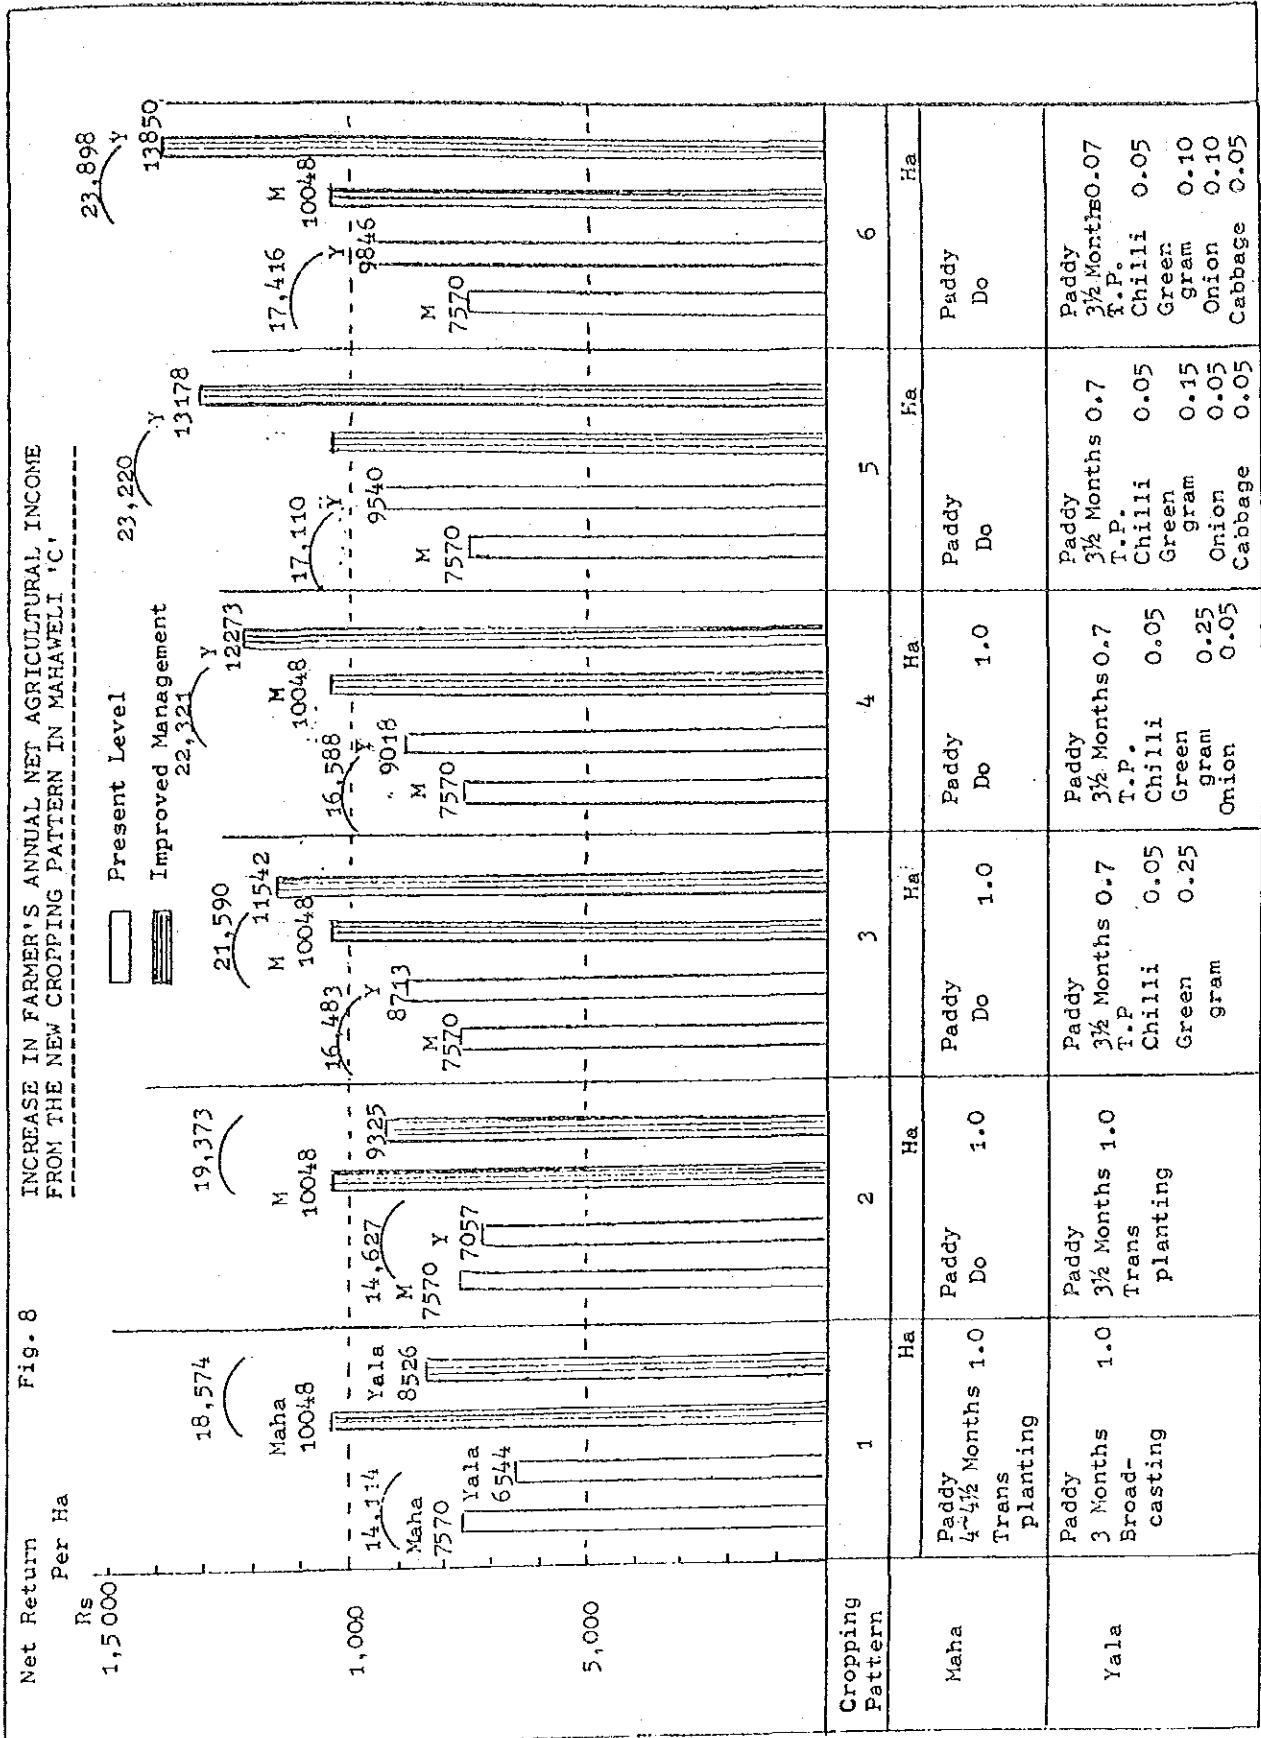 Fig. 8
INCREASE IN FARMER'S ANNUAL NET AGRICULTURAL INCOME
FROM THE NEW CROPPING PATTERN IN MAHAWELI 'C'
Net Return
Per Ha
Rs
1,5000
1,000
5,000
Present Level
Improved Management
14,114
Maha
7570
Yala
6544
18,574
Maha
10048
Yala
8526
14,627
M
7570
Y
7057
19,373
M
10048
9325
16,483
M
7570
Y
8713
21,590
M
10048
11542
16,588
M
7570
Y
9018
22,321
M
10048
Y
12273
17,110
M
7570
Y
9540
23,220
Y
13178
17,416
M
7570
Y
9846
23,898
M
10048
Y
13850
Cropping
Pattern
1
2
3
4
5
6
Ha
Ha
Ha
Ha
Ha
Ha
Maha
Paddy
4~4½ Months 1.0
Trans
planting
Paddy
Do 1.0
Paddy
Do 1.0
Paddy
Do 1.0
Paddy
Do
Paddy
Do
Yala
Paddy
3 Months 1.0
Broad-
casting
Paddy
3½ Months 1.0
Trans
planting
Paddy
3½ Months 0.7
T.P
Chilli 0.05
Green 0.25
gram
Paddy
3½ Months 0.7
T.P.
Chilli 0.05
Green
gram 0.25
Onion 0.05
Paddy
3½ Months 0.7
T.P.
Chilli 0.05
Green 0.15
gram
Onion 0.05
Cabbage 0.05
Paddy
3½ Months 0.07
T.P.
Chilli 0.05
Green 0.10
gram
Onion 0.10
Cabbage 0.05